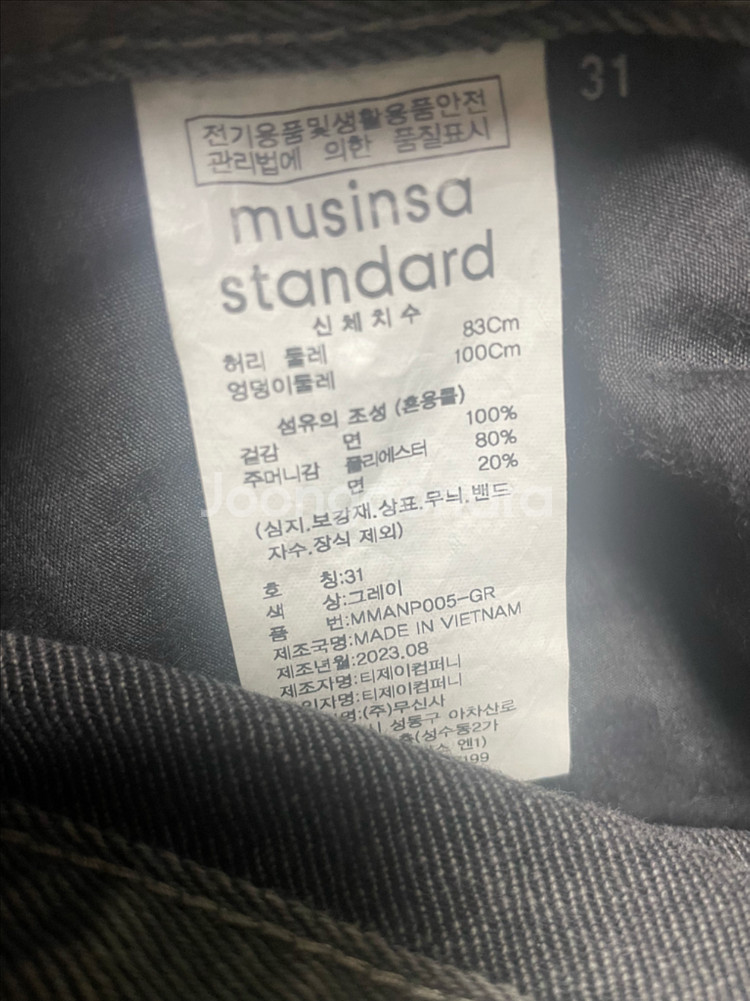 31
전기용품및생활용품안전
관리법에 의한 품질표시
musinsa
standard
신체치수
허리 둘레 83Cm
엉덩이둘레 100Cm
섬유의 조성 (혼용률)
겉감 면 100%
주머니감 폴리에스터 80%
면 20%
(심지.보강재.상표.무늬.밴드
자수.장식 제외)
호 칭:31
색 상:그레이
품 번:MMANP005-GR
제조국명:MADE IN VIETNAM
제조년월:2023.08
제조자명:티제이컴퍼니
입자명:티제이컴퍼니
명:(주)무신사
성동구 아차산로
(성수동2가
엔1)
199